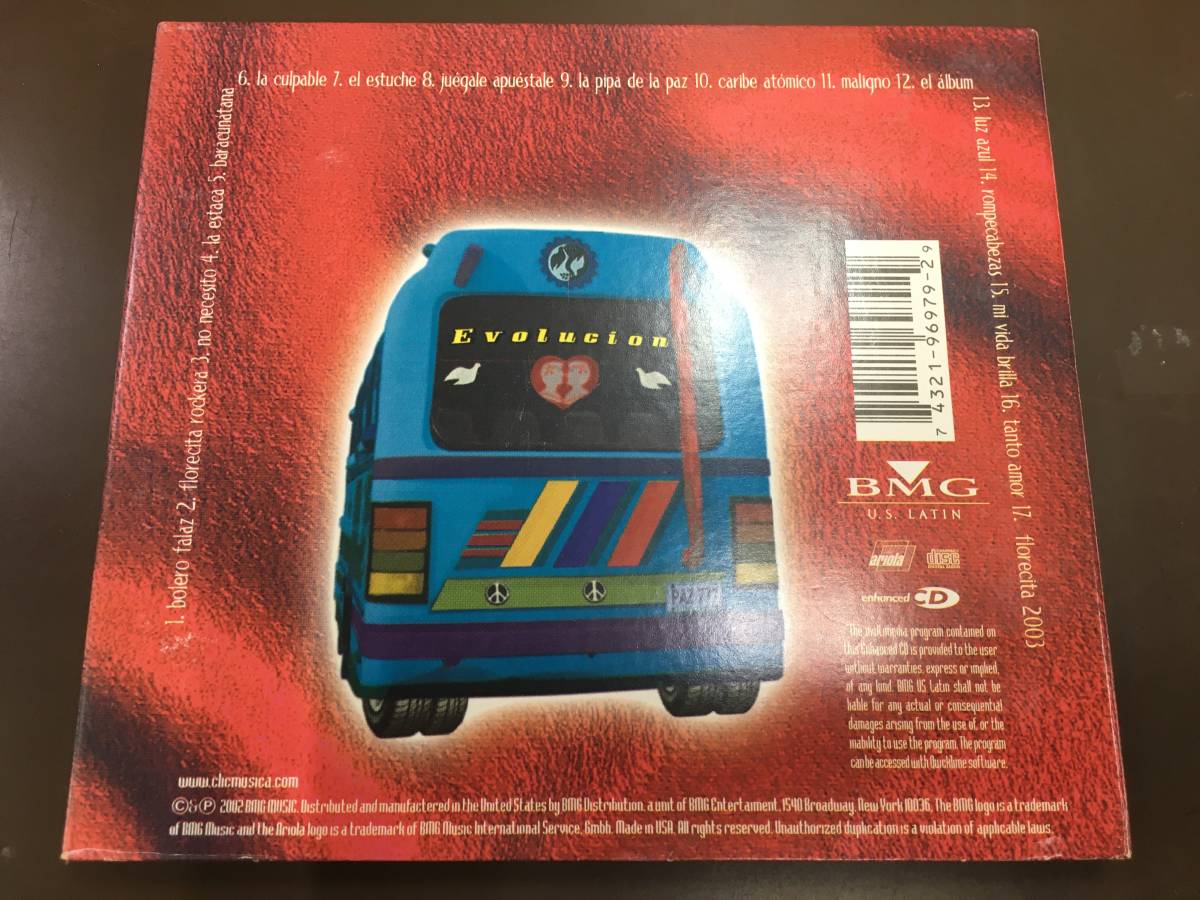 1. bolero falaz 2. florecita rockera 3. no necesito 4. la estaca 5. baracunatana
6. la culpable 7. el estuche 8. juégale apuéstale 9. la pipa de la paz 10. caribe atómico 11. maligno 12. el álbum
13. luz azul 14. rompecabezas 15. mi vida brilla 16. tanto amor 17. florecita 2003
Evolucion
7 4321-96979-2 9
BMG
U.S. LATIN
ariola
COMPACT
disc
DIGITAL AUDIO
enhanced CD
The multimedia program contained on
this Enhanced CD is provided to the user
without warranties, express or implied,
of any kind. BMG US Latin shall not be
liable for any actual or consequential
damages arising from the use of, or the
inability to use the program. The program
can be accessed with Quicktime software.
www.clicmusica.com
©&℗ 2002 BMG MUSIC. Distributed and manufactered in the United States by BMG Distribution, a unit of BMG Entertaiment, 1540 Broadway, New York 10036. The BMG logo is a trademark
of BMG Music and the Ariola logo is a trademark of BMG Music International Service, Gmbh. Made in USA. All rights reserved. Unauthorized duplication is a violation of applicable laws.